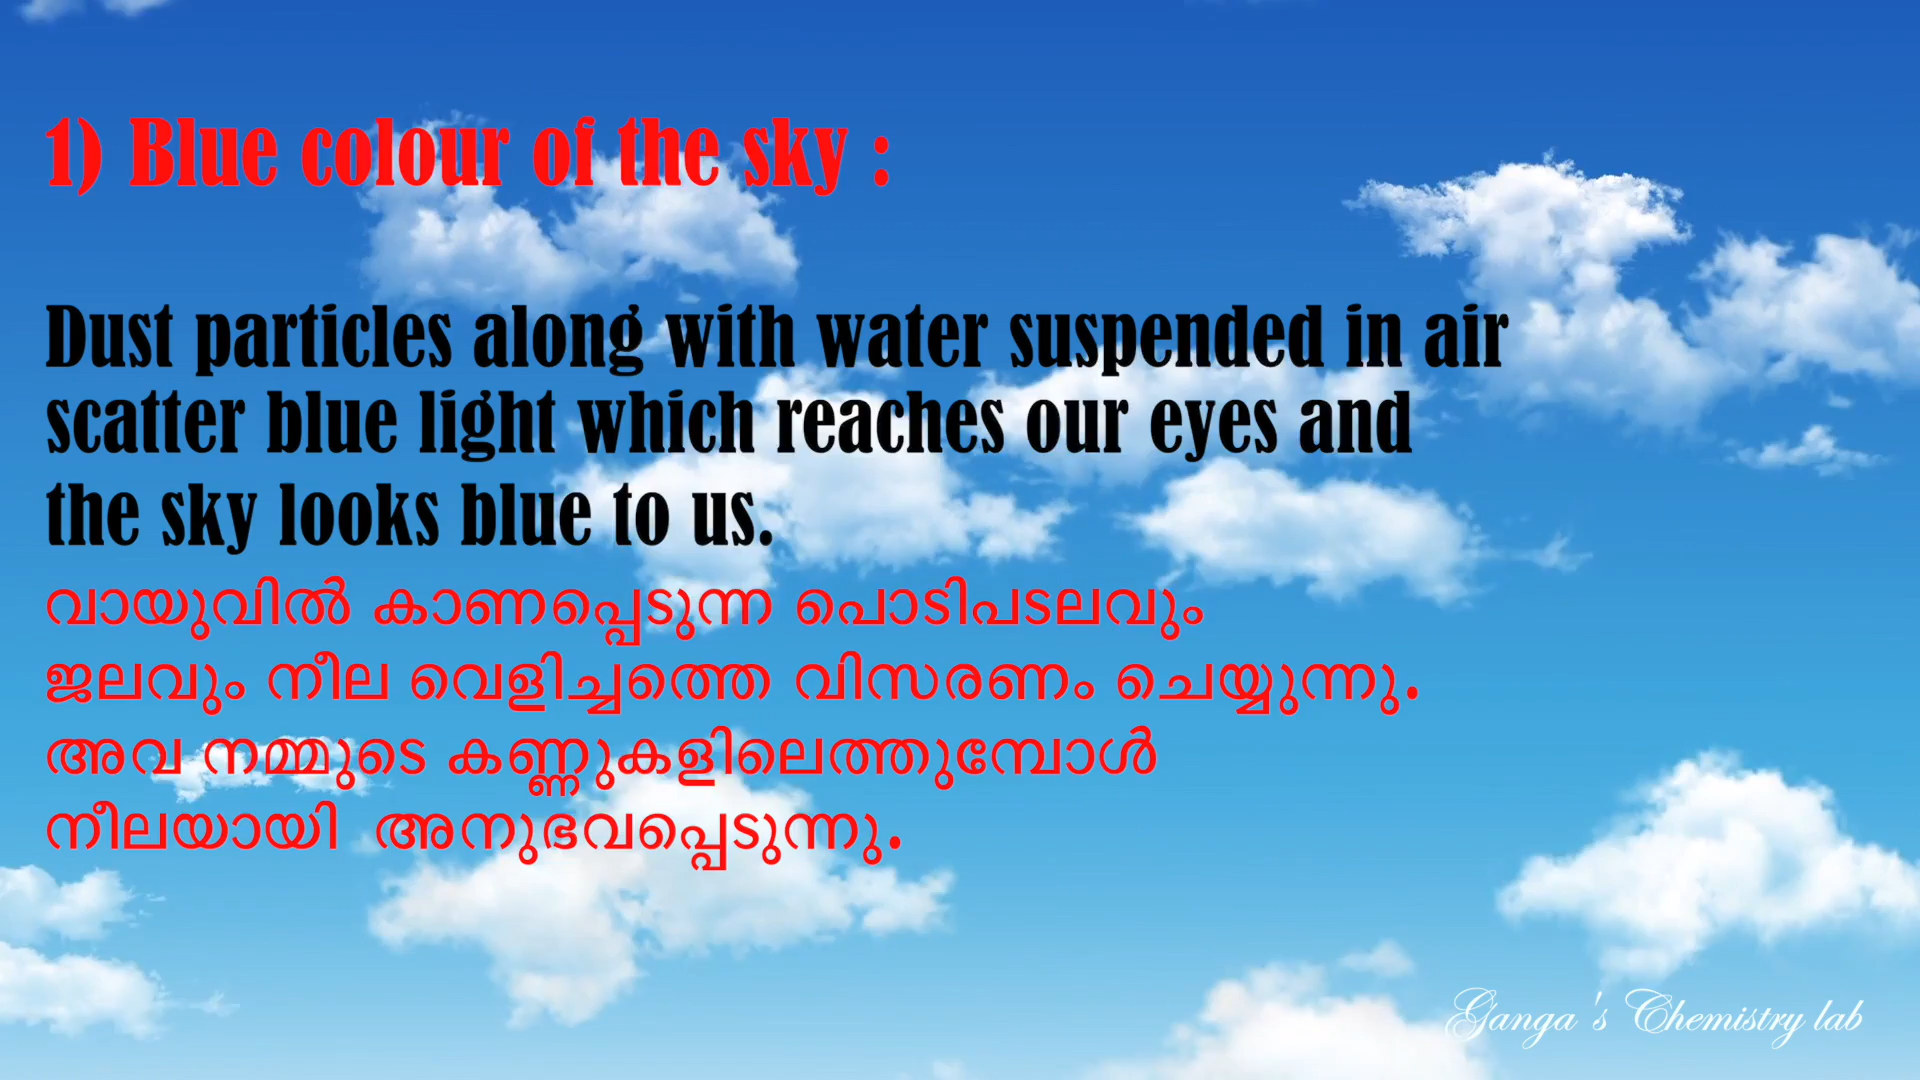 1) Blue colour of the sky :
Dust particles along with water suspended in air
scatter blue light which reaches our eyes and
the sky looks blue to us.
വായുവിൽ കാണപ്പെടുന്ന പൊടിപടലവും
ജലവും നീല വെളിച്ചത്തെ വിസരണം ചെയ്യുന്നു.
അവ നമ്മുടെ കണ്ണുകളിലെത്തുമ്പോൾ
നീലയായി അനുഭവപ്പെടുന്നു.
Ganga's Chemistry lab